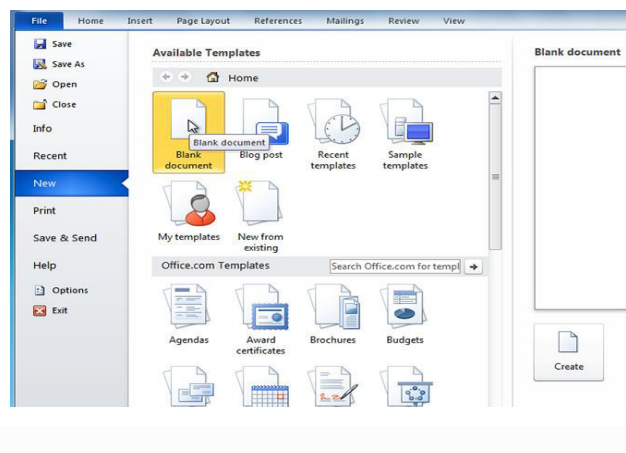 File Home Insert Page Layout References Mailings Review View
Save
Save As
Open
Close
Info
Recent
New
Print
Save & Send
Help
Options
Exit
Available Templates
Home
Blank document
Blank
document
Blog post
Recent
templates
Sample
templates
My templates
New from
existing
Office.com Templates
Search Office.com for templ
Agendas
Award
certificates
Brochures
Budgets
Blank document
Create